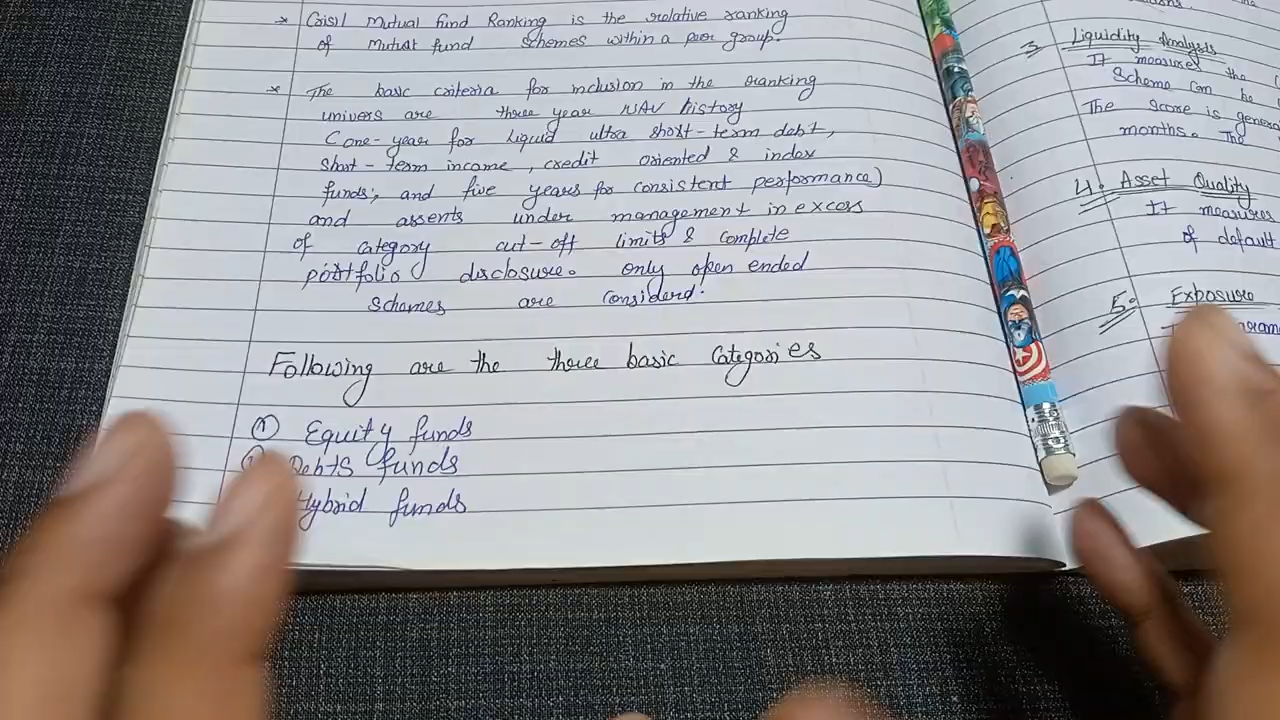 * Crisil Mutual Fund Ranking is the relative ranking
of Mutual fund schemes within a peer group.
* The basic criteria for inclusion in the ranking
univers are three year NAV history
Cone-year for Liquid ultra short-term debt,
short-term income, credit oriented & index
funds; and five years for consistent performance)
and assents under management in excess
of category cut-off limits & complete
portfolio disclosure. only open ended
schemes are considerd.
Following are the three basic Categories
① Equity funds
Debts funds
Hybrid funds
3 Liquidity Analysis
It measures the
Scheme can be
The score is genera
months. The
4. Asset Quality
It measures
of default
5. Exposure